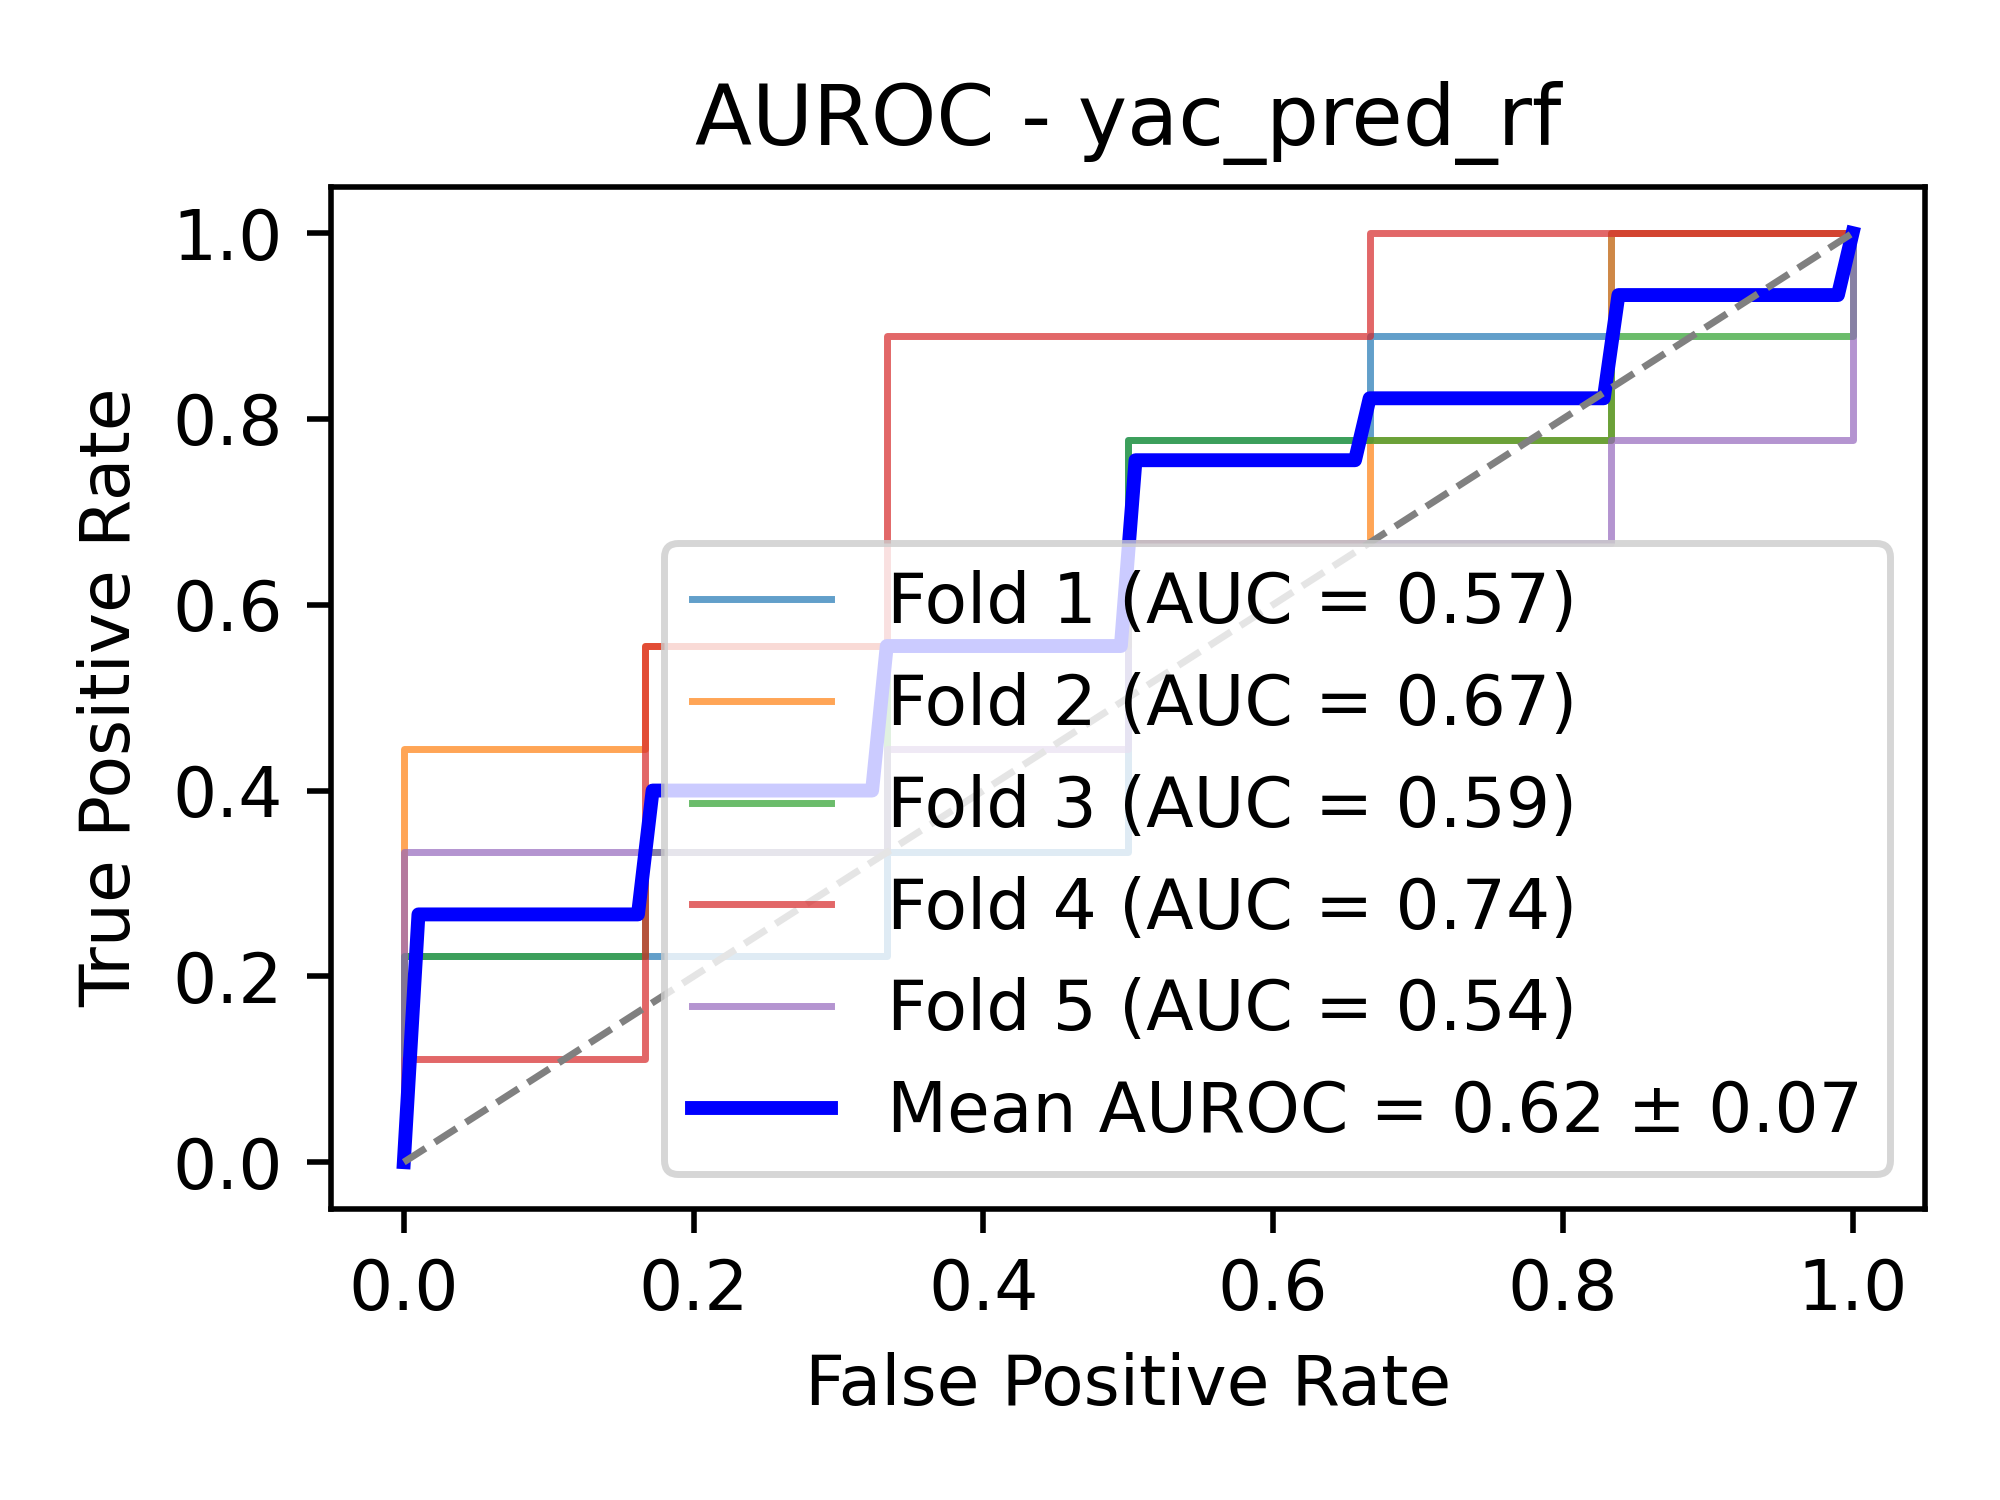 AUROC - yac_pred_rf
True Positive Rate
1.0
0.8
0.6
0.4
0.2
0.0
Fold 1 (AUC = 0.57)
Fold 2 (AUC = 0.67)
Fold 3 (AUC = 0.59)
Fold 4 (AUC = 0.74)
Fold 5 (AUC = 0.54)
Mean AUROC = 0.62 ± 0.07
0.0 0.2 0.4 0.6 0.8 1.0
False Positive Rate